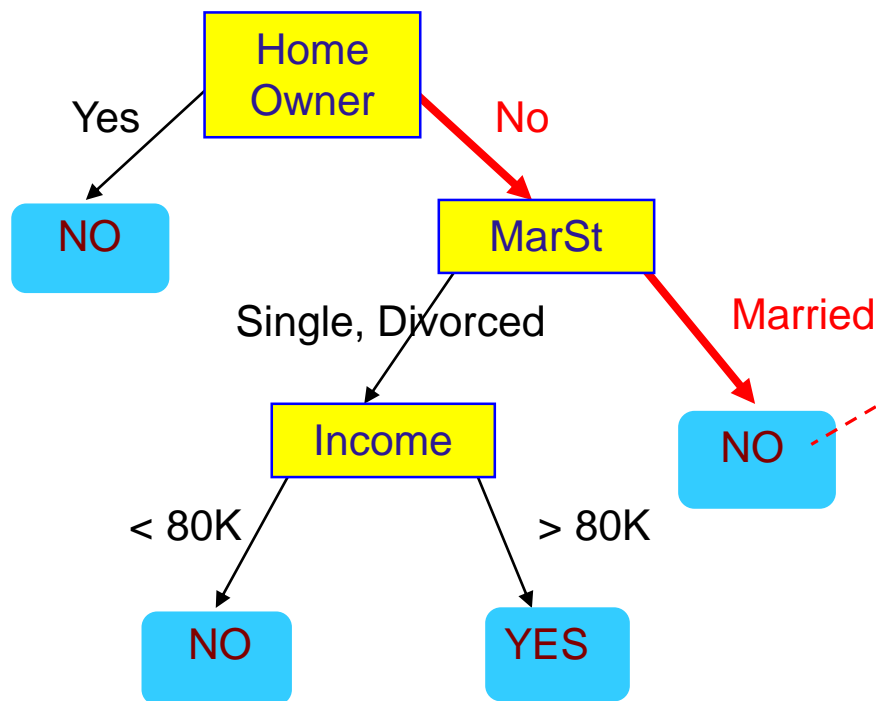 Home
Owner
Yes
No
NO
MarSt
Single, Divorced
Married
Income
NO
< 80K
> 80K
NO
YES